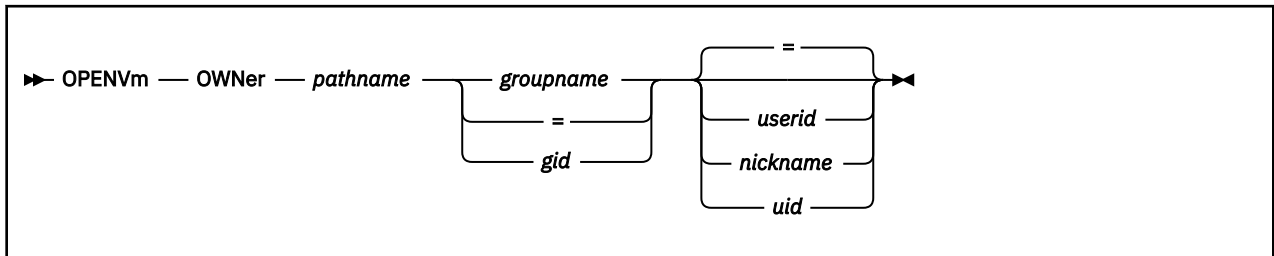 =
OPENVm OWNer pathname groupname
= userid
gid nickname
uid